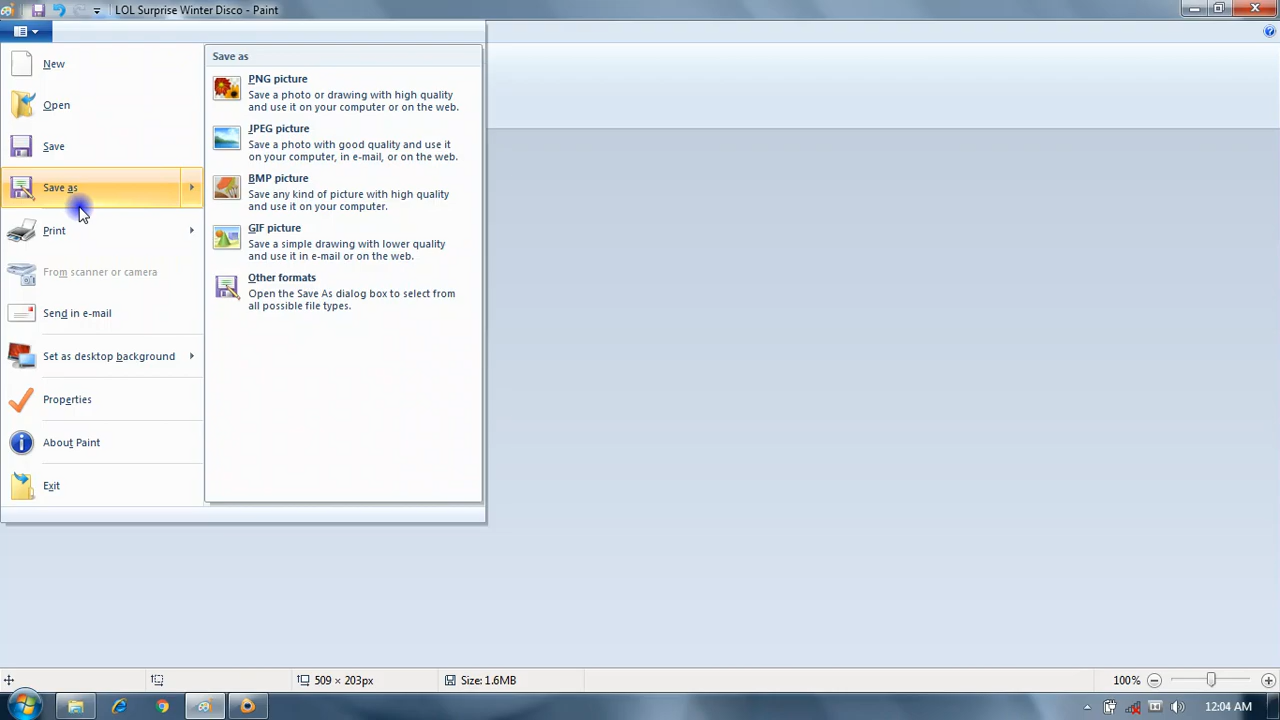 LOL Surprise Winter Disco - Paint
New
Open
Save
Save as
Print
From scanner or camera
Send in e-mail
Set as desktop background
Properties
About Paint
Exit
Save as
PNG picture
Save a photo or drawing with high quality
and use it on your computer or on the web.
JPEG picture
Save a photo with good quality and use it
on your computer, in e-mail, or on the web.
BMP picture
Save any kind of picture with high quality
and use it on your computer.
GIF picture
Save a simple drawing with lower quality
and use it in e-mail or on the web.
Other formats
Open the Save As dialog box to select from
all possible file types.
509 × 203px
Size: 1.6MB
100%
12:04 AM